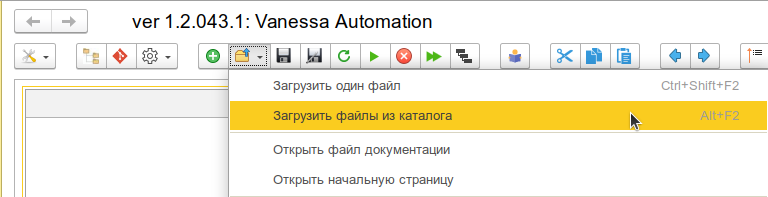 ver 1.2.043.1: Vanessa Automation
Загрузить один файл Ctrl+Shift+F2
Загрузить файлы из каталога Alt+F2
Открыть файл документации
Открыть начальную страницу